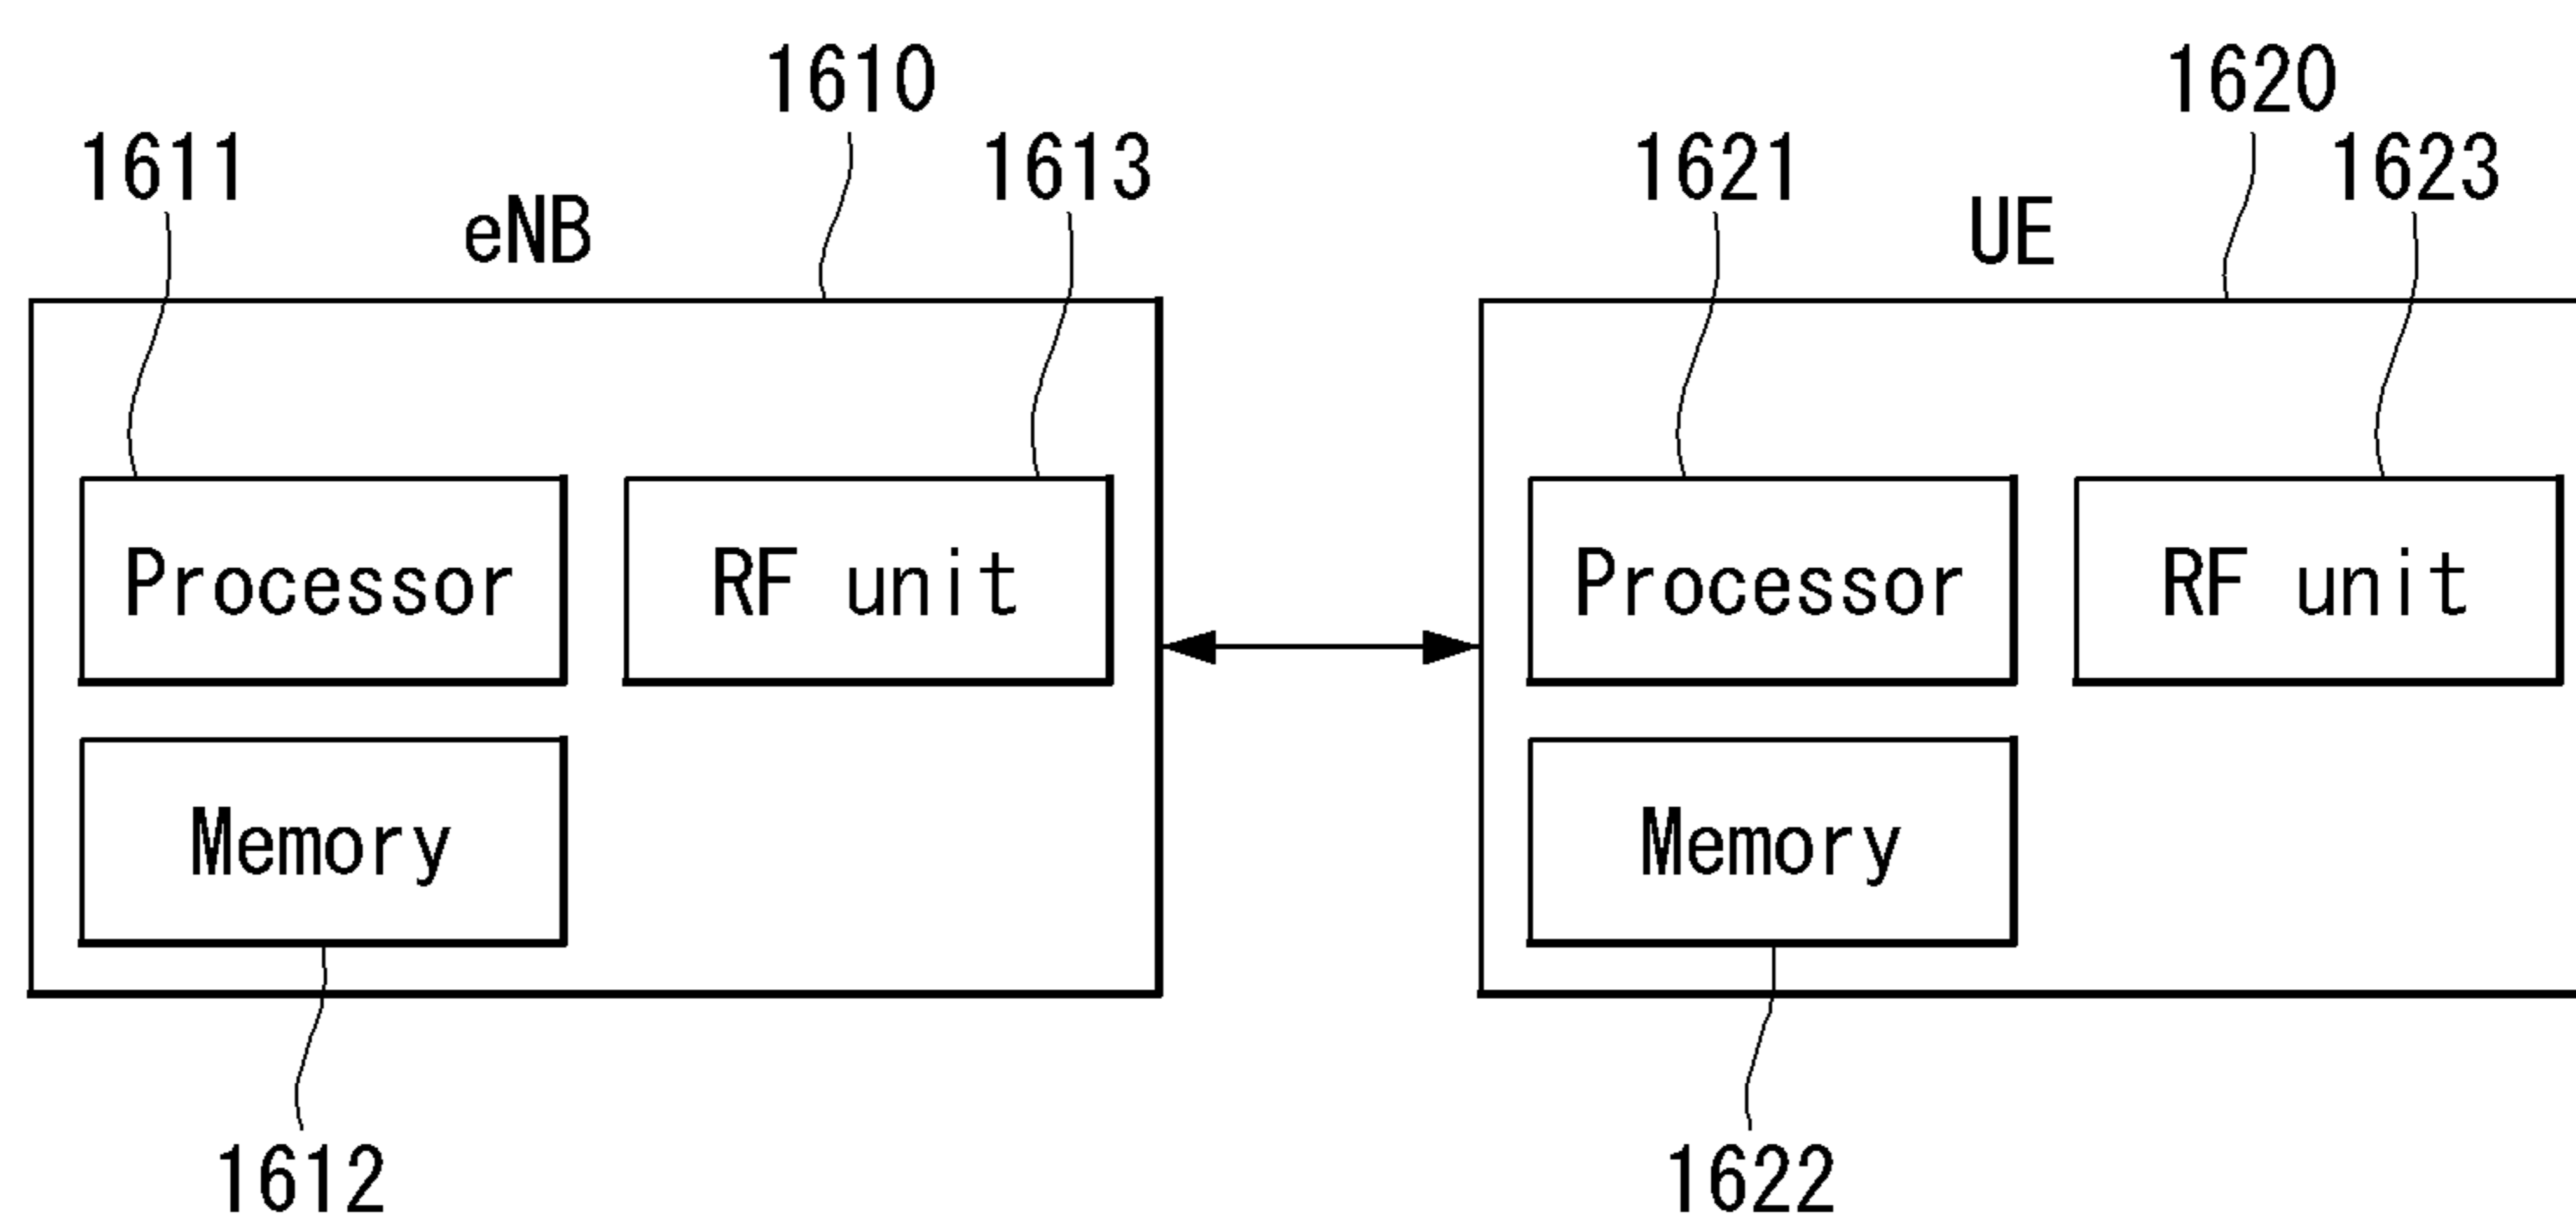 1610
1620
1611
1613
1621
1623
eNB
UE
Processor
RF unit
Processor
RF unit
Memory
Memory
1612
1622